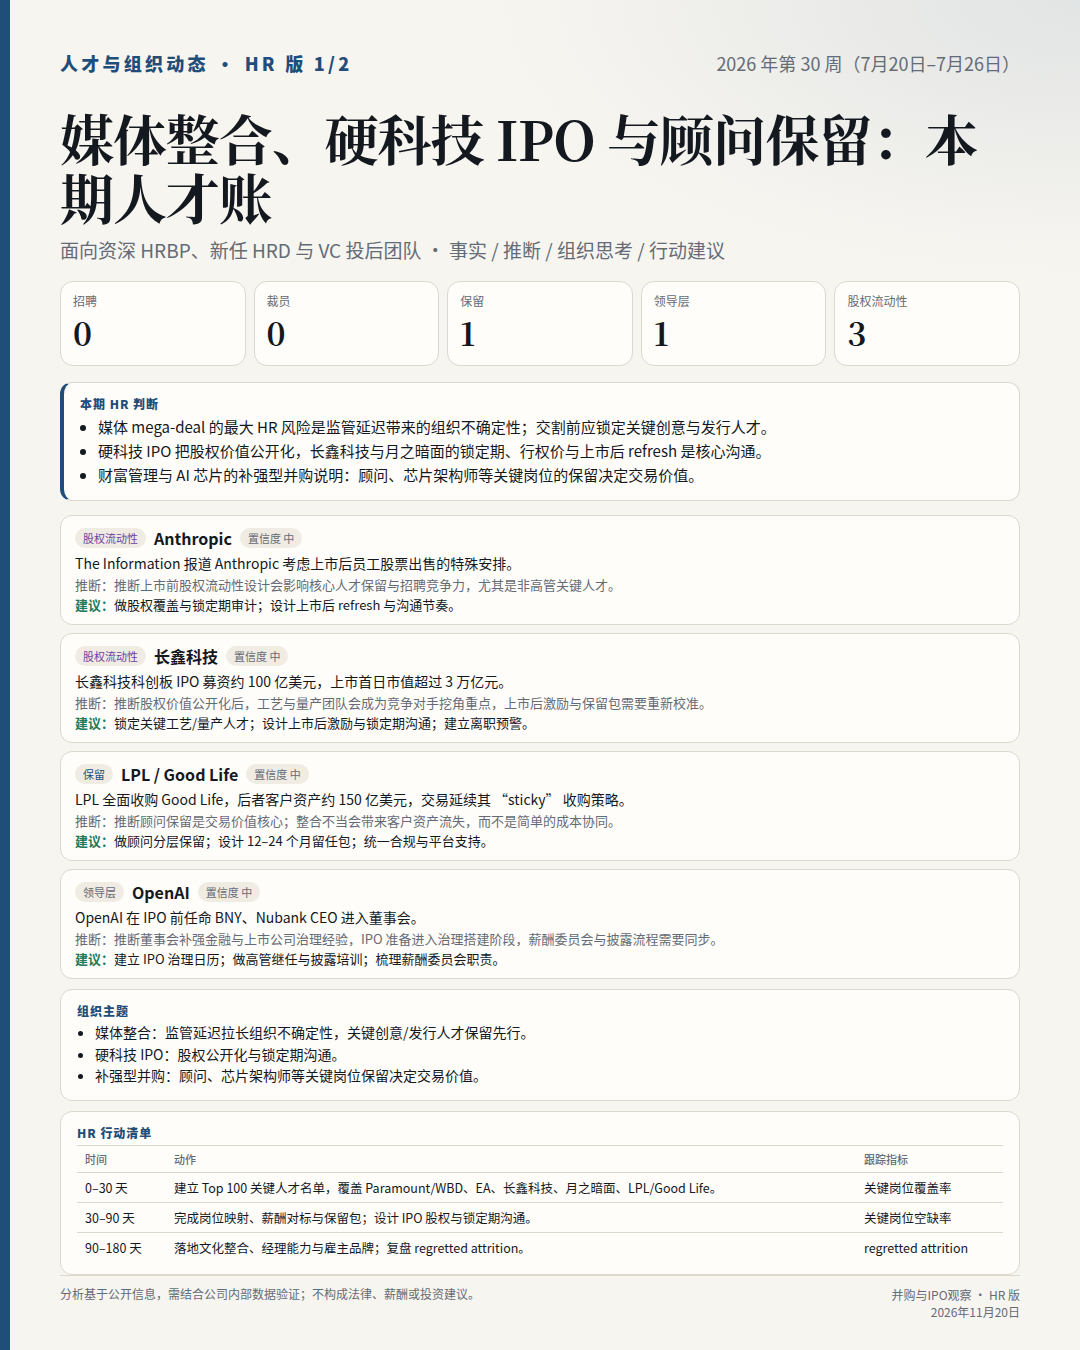 人才与组织动态 · HR 版 1/2
2026 年第 30 周（7月20日–7月26日）
媒体整合、硬科技 IPO 与顾问保留：本
期人才账
面向资深 HRBP、新任 HRD 与 VC 投后团队 · 事实 / 推断 / 组织思考 / 行动建议
招聘
0
裁员
0
保留
1
领导层
1
股权流动性
3
本期 HR 判断
• 媒体 mega-deal 的最大 HR 风险是监管延迟带来的组织不确定性；交割前应锁定关键创意与发行人才。
• 硬科技 IPO 把股权价值公开化，长鑫科技与月之暗面的锁定期、行权价与上市后 refresh 是核心沟通。
• 财富管理与 AI 芯片的补强型并购说明：顾问、芯片架构师等关键岗位的保留决定交易价值。
股权流动性 Anthropic 置信度 中
The Information 报道 Anthropic 考虑上市后员工股票出售的特殊安排。
推断：推断上市前股权流动性设计会影响核心人才保留与招聘竞争力，尤其是非高管关键人才。
建议：做股权覆盖与锁定期审计；设计上市后 refresh 与沟通节奏。
股权流动性 长鑫科技 置信度 中
长鑫科技科创板 IPO 募资约 100 亿美元，上市首日市值超过 3 万亿元。
推断：推断股权价值公开化后，工艺与量产团队会成为竞争对手挖角重点，上市后激励与保留包需要重新校准。
建议：锁定关键工艺/量产人才；设计上市后激励与锁定期沟通；建立离职预警。
保留 LPL / Good Life 置信度 中
LPL 全面收购 Good Life，后者客户资产约 150 亿美元，交易延续其 “sticky” 收购策略。
推断：推断顾问保留是交易价值核心；整合不当会带来客户资产流失，而不是简单的成本协同。
建议：做顾问分层保留；设计 12–24 个月留任包；统一合规与平台支持。
领导层 OpenAI 置信度 中
OpenAI 在 IPO 前任命 BNY、Nubank CEO 进入董事会。
推断：推断董事会补强金融与上市公司治理经验，IPO 准备进入治理搭建阶段，薪酬委员会与披露流程需要同步。
建议：建立 IPO 治理日历；做高管继任与披露培训；梳理薪酬委员会职责。
组织主题
• 媒体整合：监管延迟拉长组织不确定性，关键创意/发行人才保留先行。
• 硬科技 IPO：股权公开化与锁定期沟通。
• 补强型并购：顾问、芯片架构师等关键岗位保留决定交易价值。
HR 行动清单
时间 动作 跟踪指标
0–30 天 建立 Top 100 关键人才名单，覆盖 Paramount/WBD、EA、长鑫科技、月之暗面、LPL/Good Life。 关键岗位覆盖率
30–90 天 完成岗位映射、薪酬对标与保留包；设计 IPO 股权与锁定期沟通。 关键岗位空缺率
90–180 天 落地文化整合、经理能力与雇主品牌；复盘 regretted attrition。 regretted attrition
分析基于公开信息，需结合公司内部数据验证；不构成法律、薪酬或投资建议。
并购与IPO观察 · HR 版
2026年11月20日